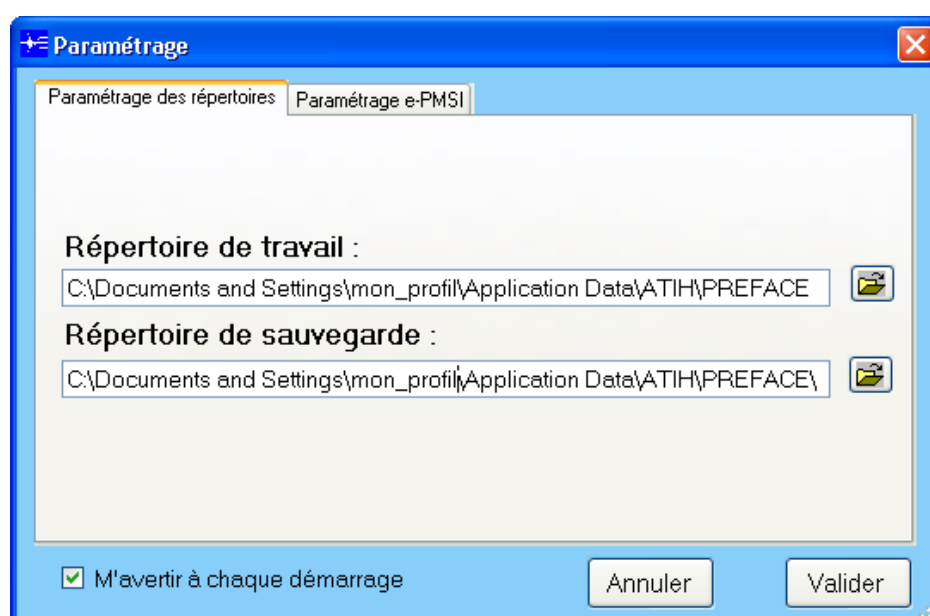 Paramétrage
Paramétrage des répertoires Paramétrage e-PMSI
Répertoire de travail :
C:\Documents and Settings\mon_profil\Application Data\ATIH\PREFACE
Répertoire de sauvegarde :
C:\Documents and Settings\mon_profil\Application Data\ATIH\PREFACE\
M'avertir à chaque démarrage Annuler Valider